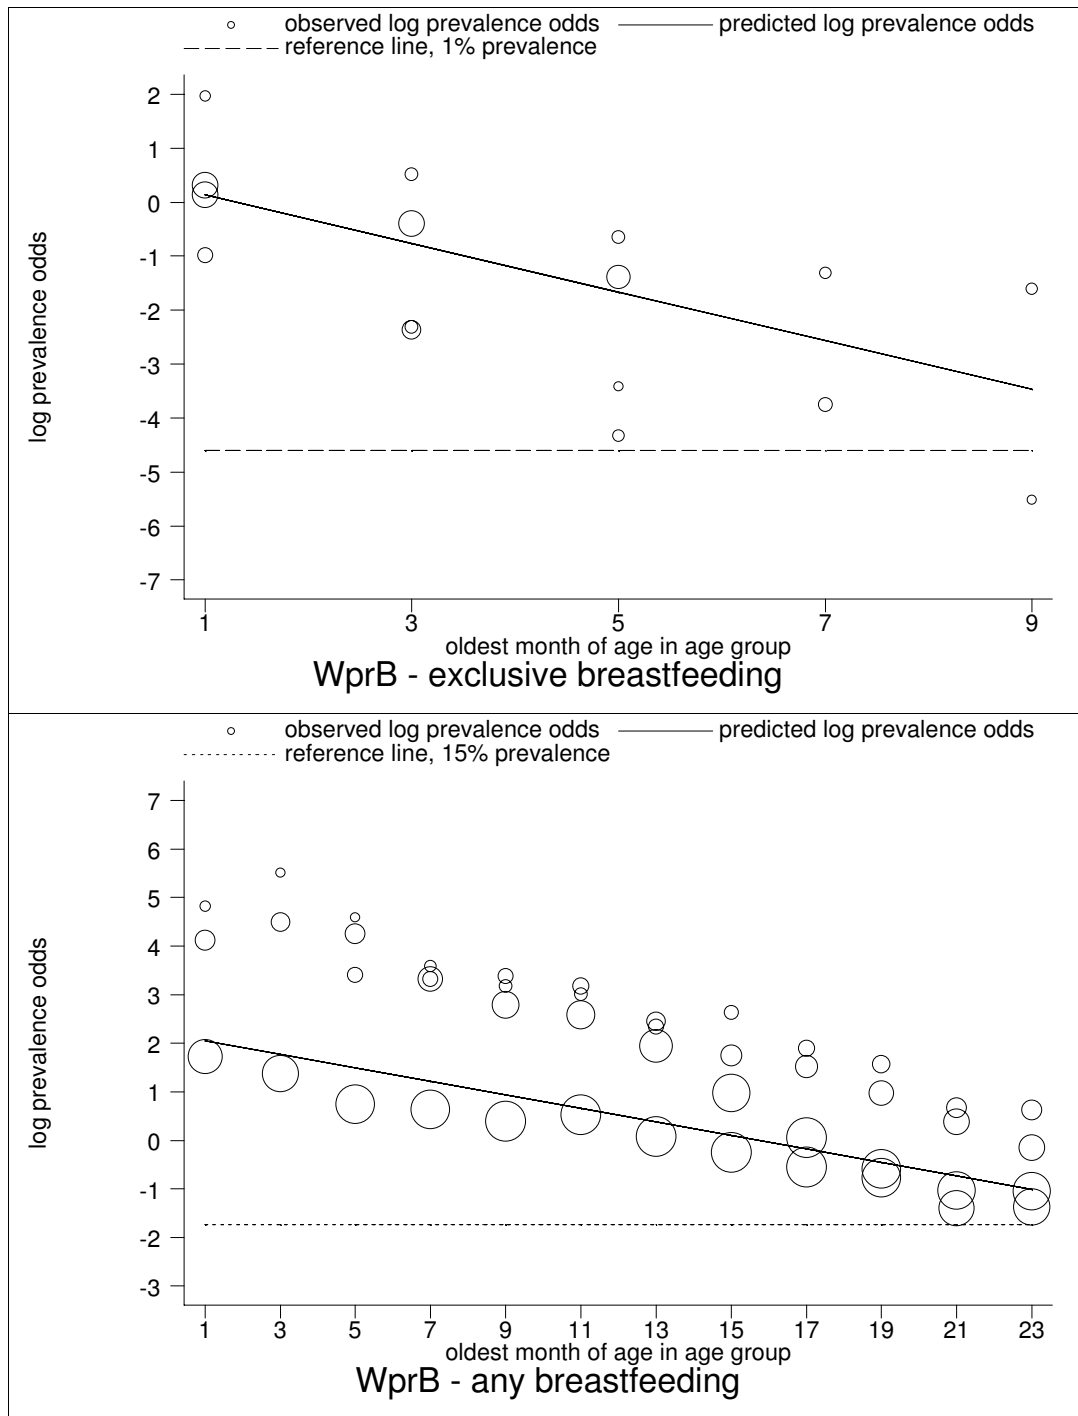 observed log prevalence odds predicted log prevalence odds
reference line, 1% prevalence
log prevalence odds
2
1
0
-1
-2
-3
-4
-5
-6
-7
1 3 5 7 9
oldest month of age in age group
WprB - exclusive breastfeeding
observed log prevalence odds predicted log prevalence odds
reference line, 15% prevalence
log prevalence odds
7
6
5
4
3
2
1
0
-1
-2
-3
1 3 5 7 9 11 13 15 17 19 21 23
oldest month of age in age group
WprB - any breastfeeding